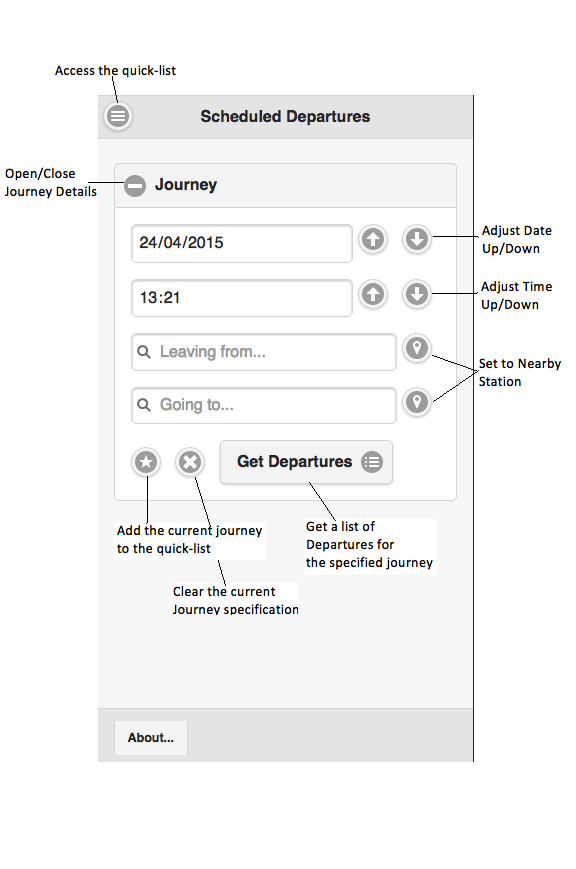 Access the quick-list
Scheduled Departures
Open/Close
Journey Details
Journey
24/04/2015
Adjust Date
Up/Down
13:21
Adjust Time
Up/Down
Leaving from...
Set to Nearby
Station
Going to...
Get Departures
Add the current journey
to the quick-list
Get a list of
Departures for
the specified journey
Clear the current
Journey specification
About...